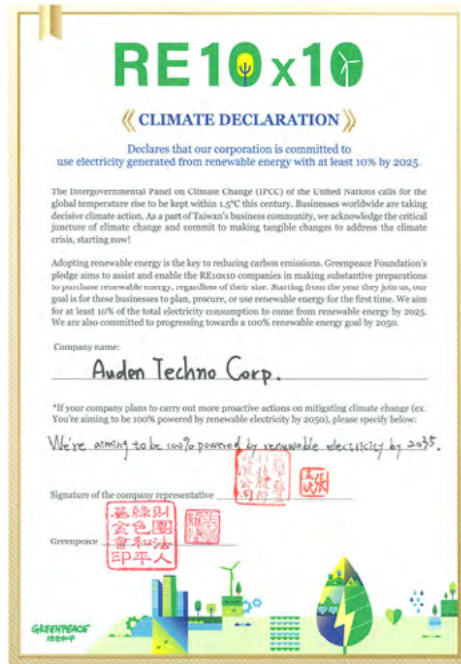 RE10x10
《CLIMATE DECLARATION》
Declares that our corporation is committed to
use electricity generated from renewable energy with at least 10% by 2025.
The Intergovernmental Panel on Climate Change (IPCC) of the United Nations calls for the
global temperature rise to be kept within 1.5°C this century. Businesses worldwide are taking
decisive climate action. As a part of Taiwan's business community, we acknowledge the critical
juncture of climate change and commit to making tangible changes to address the climate
crisis, starting now!
Adopting renewable energy is the key to reducing carbon emissions. Greenpeace Foundation's
pledge aims to assist and enable the RE10x10 companies in making substantive preparations
to purchase renewable energy, regardless of their size. Starting from the year they join us, our
goal is for these businesses to plan, procure, or use renewable energy for the first time. We aim
for at least 10% of the total electricity consumption to come from renewable energy by 2025.
We are also committed to progressing towards a 100% renewable energy goal by 2050.
Company name:
Auden Techno Corp.
*If your company plans to carry out more proactive actions on mitigating climate change (ex.
You're aiming to be 100% powered by renewable electricity by 2050), please specify below:
We're aiming to be 100% powered by renewable electricity by 2035.
Signature of the company representative
Greenpeace
財團法人
綠色和平
基金會印
GREENPEACE
綠色和平